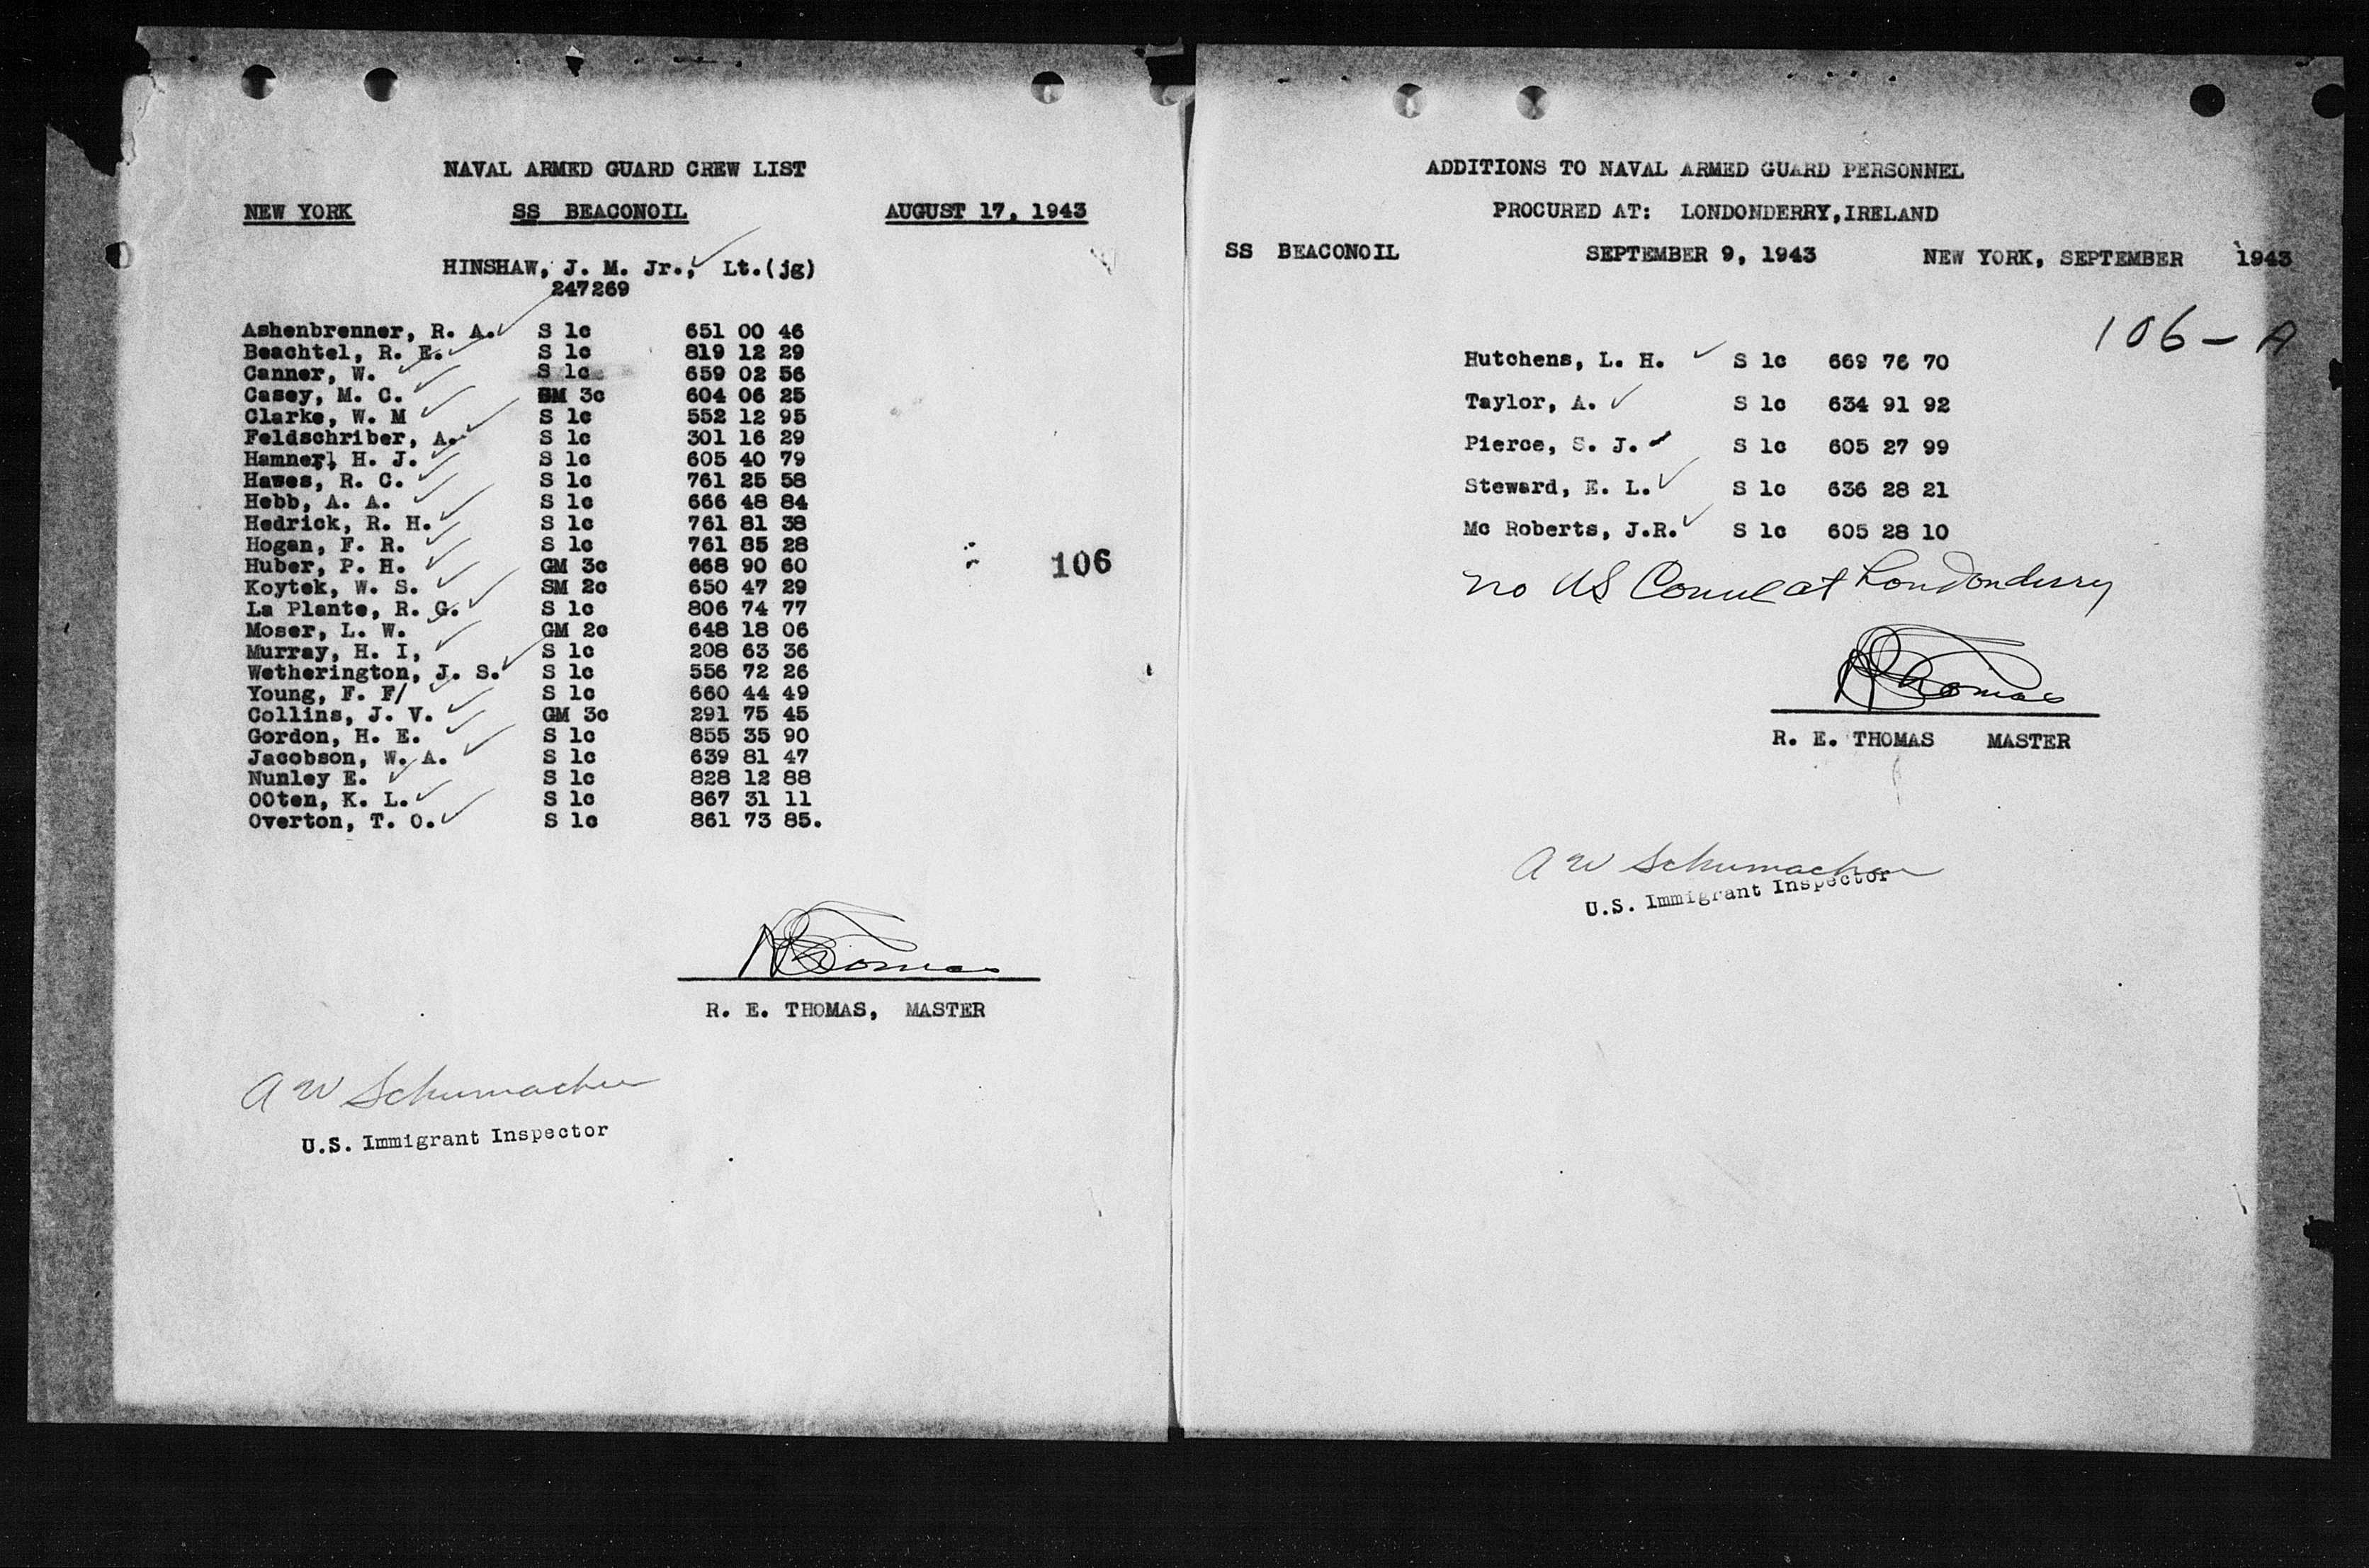 NAVAL ARMED GUARD CREW LIST
NEW YORK SS BEACONOIL AUGUST 17, 1943
HINSHAW, J. M. Jr., Lt.(jg)
247269
Ashenbrenner, R. A. S 1c 651 00 46
Beachtel, R. E. S 1c 819 12 29
Canner, W. S 1c 659 02 56
Casey, M. C. SM 3c 604 06 25
Clarke, W. M S 1c 552 12 95
Feldschriber, A. S 1c 301 16 29
Hamner, H. J. S 1c 605 40 79
Hawes, R. C. S 1c 761 25 58
Hebb, A. A. S 1c 666 48 84
Hedrick, R. H. S 1c 761 81 38
Hogan, F. R. S 1c 761 85 28
Huber, P. H. GM 3c 668 90 60
Koytek, W. S. SM 2c 650 47 29
La Plante, R. G. S 1c 806 74 77
Moser, L. W. GM 2c 648 18 06
Murray, H. I, S 1c 208 63 36
Wetherington, J. S. S 1c 556 72 26
Young, F. F/ S 1c 660 44 49
Collins, J. V. GM 3c 291 75 45
Gordon, H. E. S 1c 855 35 90
Jacobson, W. A. S 1c 639 81 47
Nunley E. S 1c 828 12 88
OOten, K. L. S 1c 867 31 11
Overton, T. O. S 1c 861 73 85.
106
R E Thomas
R. E. THOMAS, MASTER
A W Schumacher
U.S. Immigrant Inspector
ADDITIONS TO NAVAL ARMED GUARD PERSONNEL
PROCURED AT: LONDONDERRY,IRELAND
SS BEACONOIL SEPTEMBER 9, 1943 NEW YORK, SEPTEMBER 1943
106-A
Hutchens, L. H. S 1c 669 76 70
Taylor, A. S 1c 634 91 92
Pierce, S. J. S 1c 605 27 99
Steward, E. L. S 1c 636 28 21
Mc Roberts, J.R. S 1c 605 28 10
No US Consul at Londonderry
R E Thomas
R. E. THOMAS MASTER
A W Schumacher
U.S. Immigrant Inspector